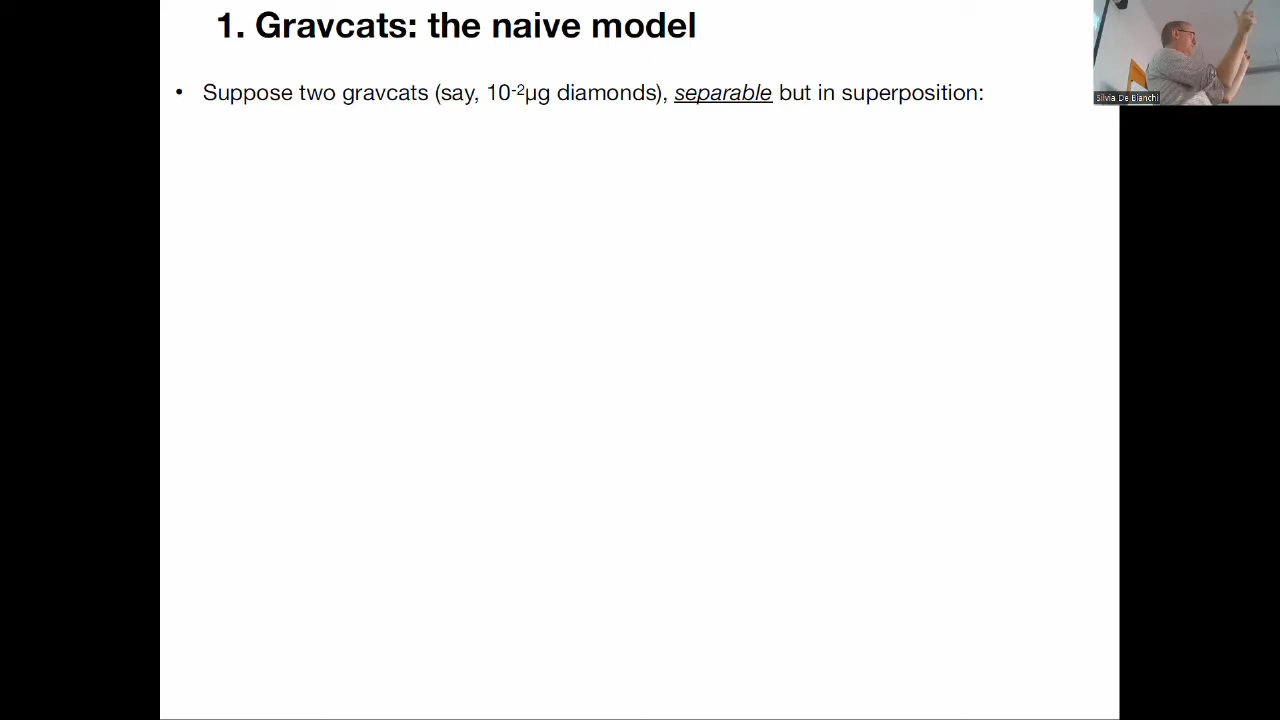 1. Gravcats: the naive model
• Suppose two gravcats (say, 10⁻²µg diamonds), separable but in superposition:
Silvia De Bianchi